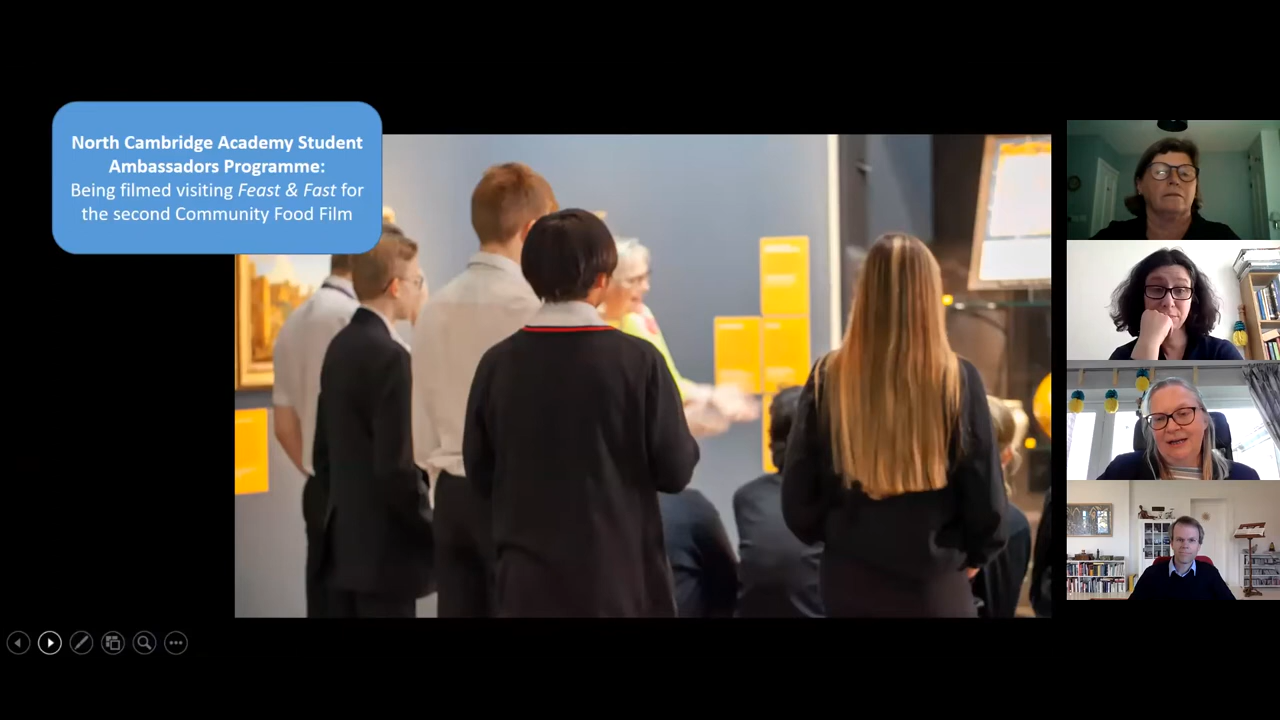 North Cambridge Academy Student
Ambassadors Programme:
Being filmed visiting Feast & Fast for
the second Community Food Film